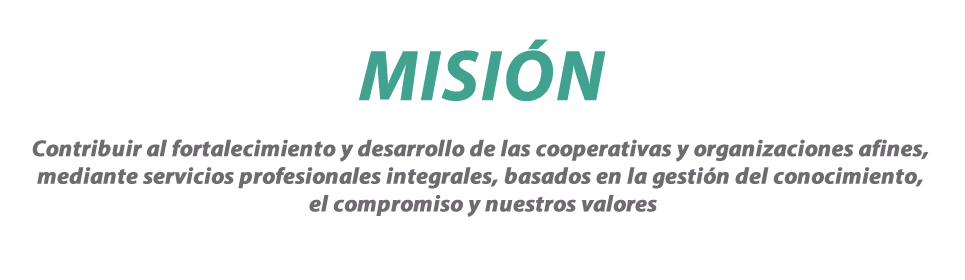 MISIÓN
Contribuir al fortalecimiento y desarrollo de las cooperativas y organizaciones afines,
mediante servicios profesionales integrales, basados en la gestión del conocimiento,
el compromiso y nuestros valores